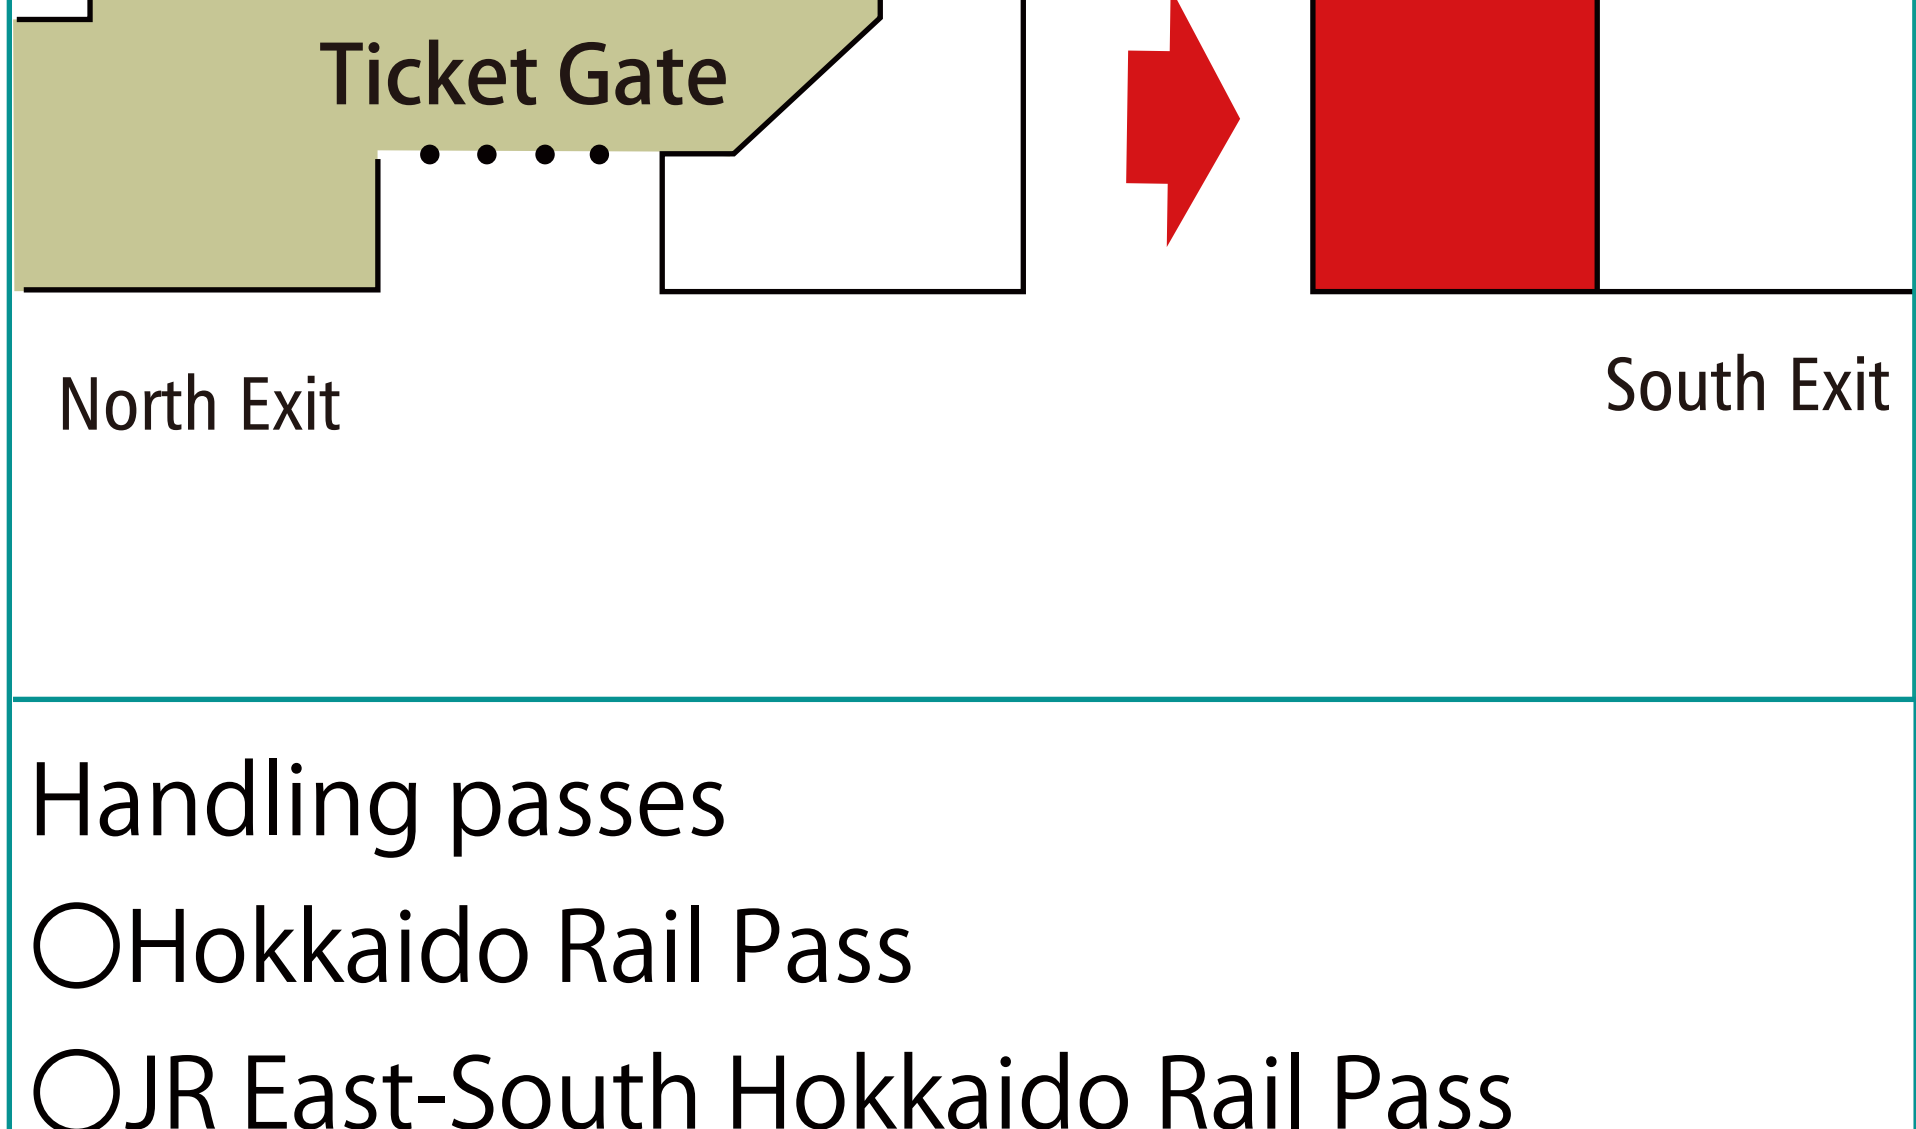 Ticket Gate
North Exit
South Exit
Handling passes
○Hokkaido Rail Pass
○JR East-South Hokkaido Rail Pass